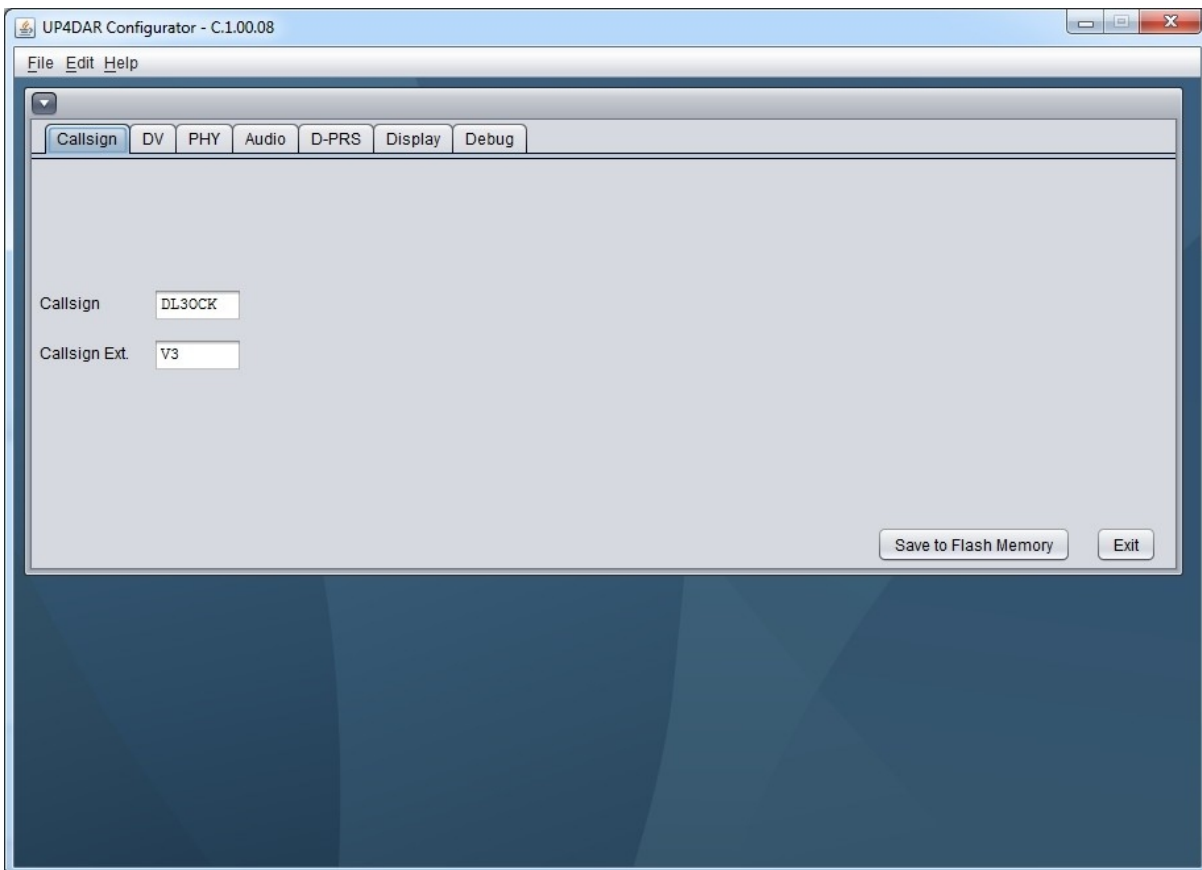 UP4DAR Configurator - C.1.00.08
File Edit Help
Callsign DV PHY Audio D-PRS Display Debug
Callsign DL3OCK
Callsign Ext. V3
Save to Flash Memory Exit